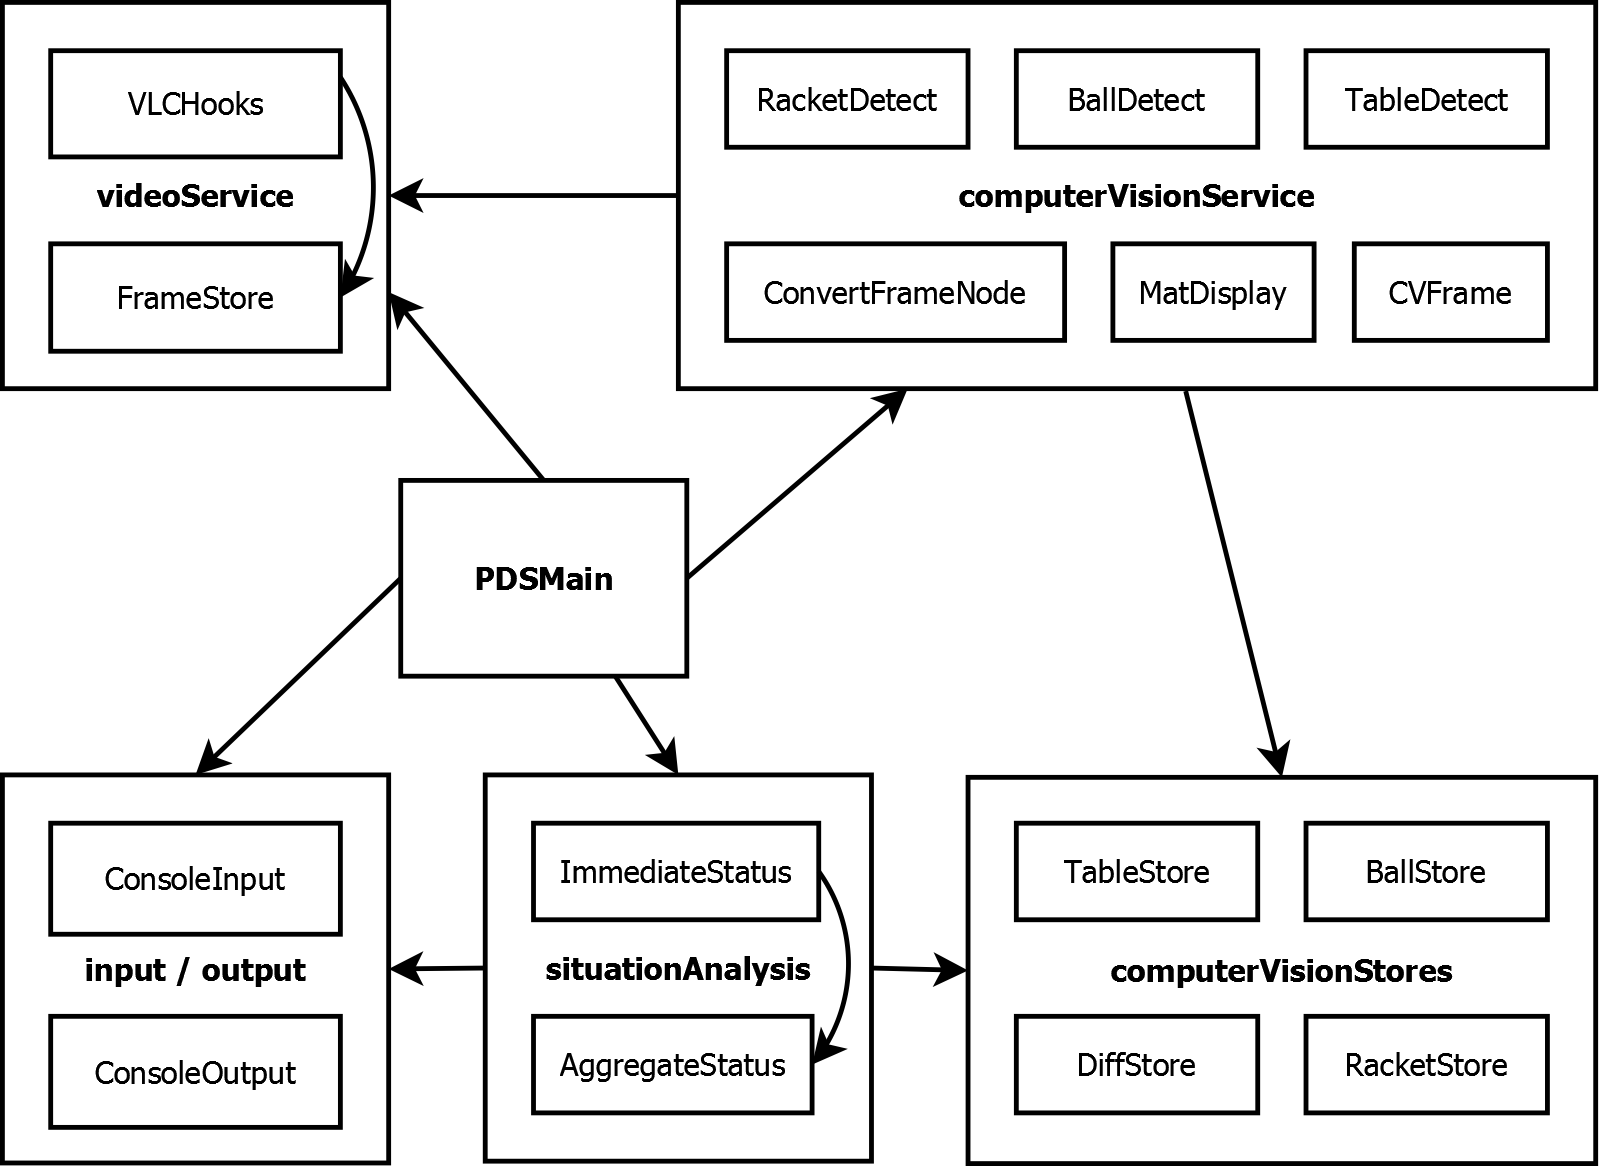 VLCHooks
videoService
FrameStore
RacketDetect
BallDetect
TableDetect
computerVisionService
ConvertFrameNode
MatDisplay
CVFrame
PDSMain
ConsoleInput
input / output
ConsoleOutput
ImmediateStatus
situationAnalysis
AggregateStatus
TableStore
BallStore
computerVisionStores
DiffStore
RacketStore